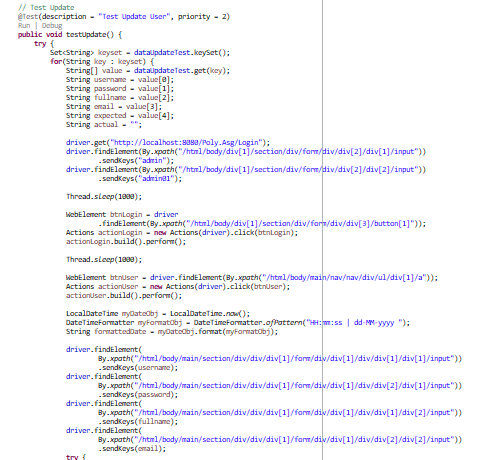 // Test Update
@Test(description = "Test Update User", priority = 2)
Run | Debug
public void testUpdate() {
try {
Set<String> keyset = dataUpdateTest.keySet();
for(String key : keyset) {
String[] value = dataUpdateTest.get(key);
String username = value[0];
String password = value[1];
String fullname = value[2];
String email = value[3];
String expected = value[4];
String actual = "";
driver.get("http://localhost:8080/Poly.Asg/Login");
driver.findElement(By.xpath("/html/body/div[1]/section/div/form/div/div[2]/div[1]/input"))
.sendKeys("admin");
driver.findElement(By.xpath("/html/body/div[1]/section/div/form/div/div[2]/div[2]/input"))
.sendKeys("admin01");
Thread.sleep(1000);
WebElement btnLogin = driver
.findElement(By.xpath("/html/body/div[1]/section/div/form/div/div[3]/button[1]"));
Actions actionLogin = new Actions(driver).click(btnLogin);
actionLogin.build().perform();
Thread.sleep(1000);
WebElement btnUser = driver.findElement(By.xpath("/html/body/main/nav/nav/div/ul/div[1]/a"));
Actions actionUser = new Actions(driver).click(btnUser);
actionUser.build().perform();
LocalDateTime myDateObj = LocalDateTime.now();
DateTimeFormatter myFormatObj = DateTimeFormatter.ofPattern("HH:mm:ss | dd-MM-yyyy ");
String formattedDate = myDateObj.format(myFormatObj);
driver.findElement(
By.xpath("/html/body/main/section/div/div/div[1]/form/div/div[1]/div/div[1]/div[1]/input"))
.sendKeys(username);
driver.findElement(
By.xpath("/html/body/main/section/div/div/div[1]/form/div/div[1]/div/div[1]/div[2]/input"))
.sendKeys(password);
driver.findElement(
By.xpath("/html/body/main/section/div/div/div[1]/form/div/div[1]/div/div[2]/div[1]/input"))
.sendKeys(fullname);
driver.findElement(
By.xpath("/html/body/main/section/div/div/div[1]/form/div/div[1]/div/div[2]/div[2]/input"))
.sendKeys(email);
try {